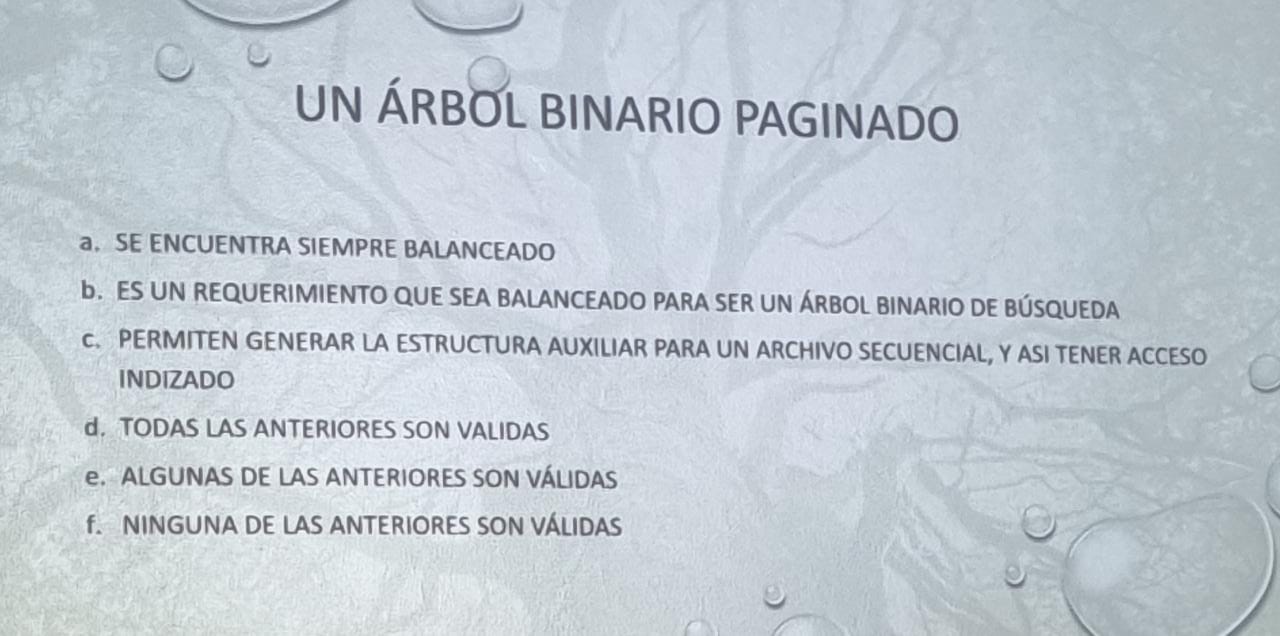 UN ÁRBOL BINARIO PAGINADO
a. SE ENCUENTRA SIEMPRE BALANCEADO
b. ES UN REQUERIMIENTO QUE SEA BALANCEADO PARA SER UN ÁRBOL BINARIO DE BÚSQUEDA
c. PERMITEN GENERAR LA ESTRUCTURA AUXILIAR PARA UN ARCHIVO SECUENCIAL, Y ASI TENER ACCESO
INDIZADO
d. TODAS LAS ANTERIORES SON VALIDAS
e. ALGUNAS DE LAS ANTERIORES SON VÁLIDAS
f. NINGUNA DE LAS ANTERIORES SON VÁLIDAS